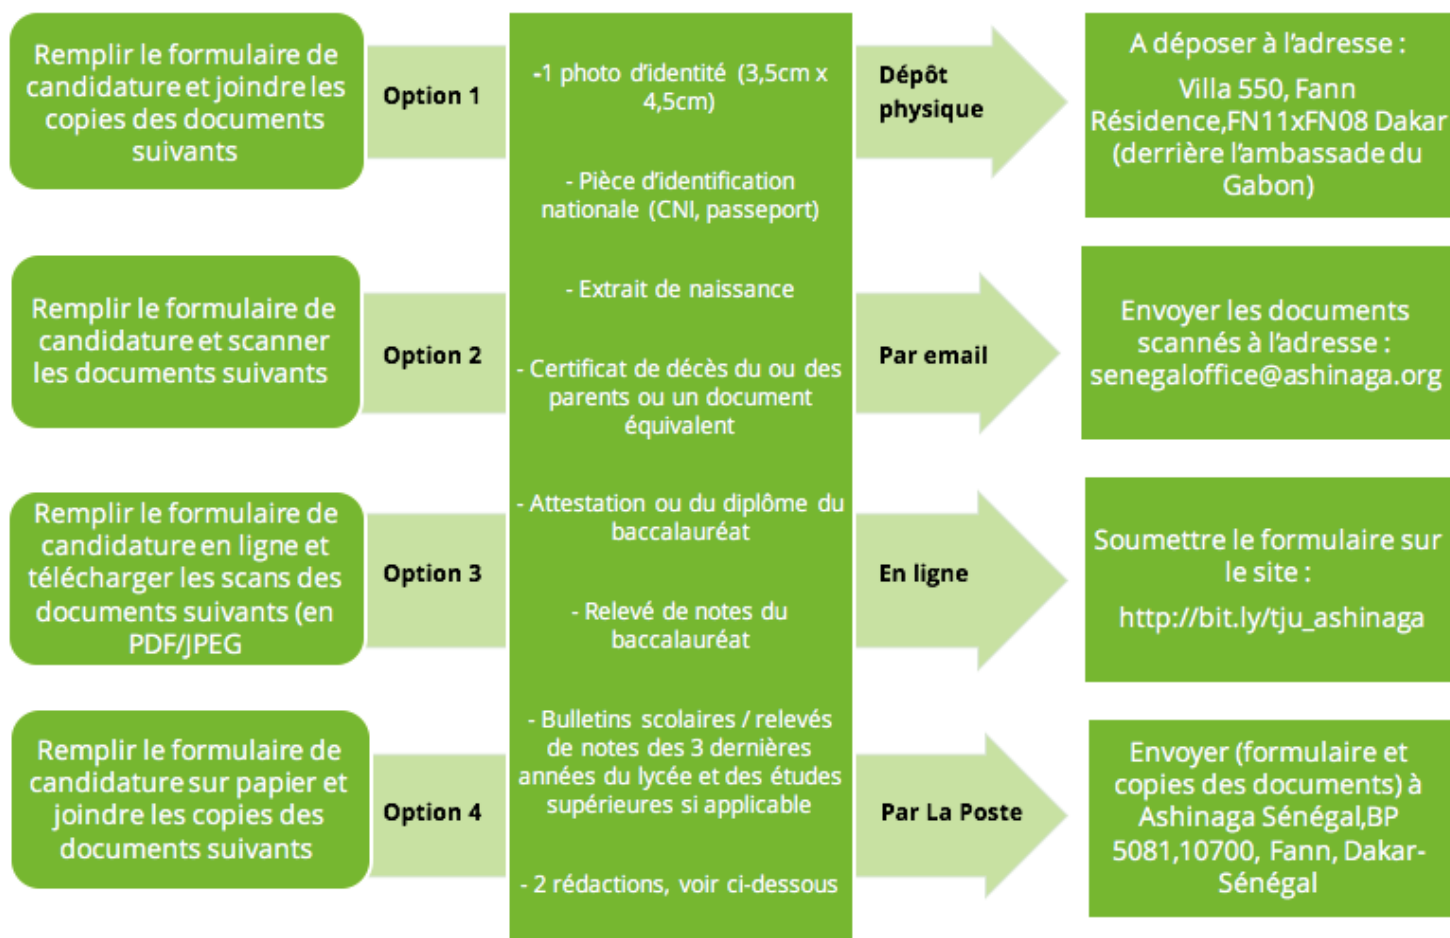 Remplir le formulaire de
candidature et joindre les
copies des documents
suivants
Option 1
-1 photo d'identité (3,5cm x
4,5cm)
- Pièce d'identification
nationale (CNI, passeport)
- Extrait de naissance
- Certificat de décès du ou des
parents ou un document
équivalent
- Attestation ou du diplôme du
baccalauréat
- Relevé de notes du
baccalauréat
- Bulletins scolaires / relevés
de notes des 3 dernières
années du lycée et des études
supérieures si applicable
- 2 rédactions, voir ci-dessous
Dépôt
physique
A déposer à l'adresse :
Villa 550, Fann
Résidence,FN11xFN08 Dakar
(derrière l'ambassade du
Gabon)
Remplir le formulaire de
candidature et scanner
les documents suivants
Option 2
Par email
Envoyer les documents
scannés à l'adresse :
senegaloffice@ashinaga.org
Remplir le formulaire de
candidature en ligne et
télécharger les scans des
documents suivants (en
PDF/JPEG
Option 3
En ligne
Soumettre le formulaire sur
le site :
http://bit.ly/tju_ashinaga
Remplir le formulaire de
candidature sur papier et
joindre les copies des
documents suivants
Option 4
Par La Poste
Envoyer (formulaire et
copies des documents) à
Ashinaga Sénégal,BP
5081,10700, Fann, Dakar-
Sénégal